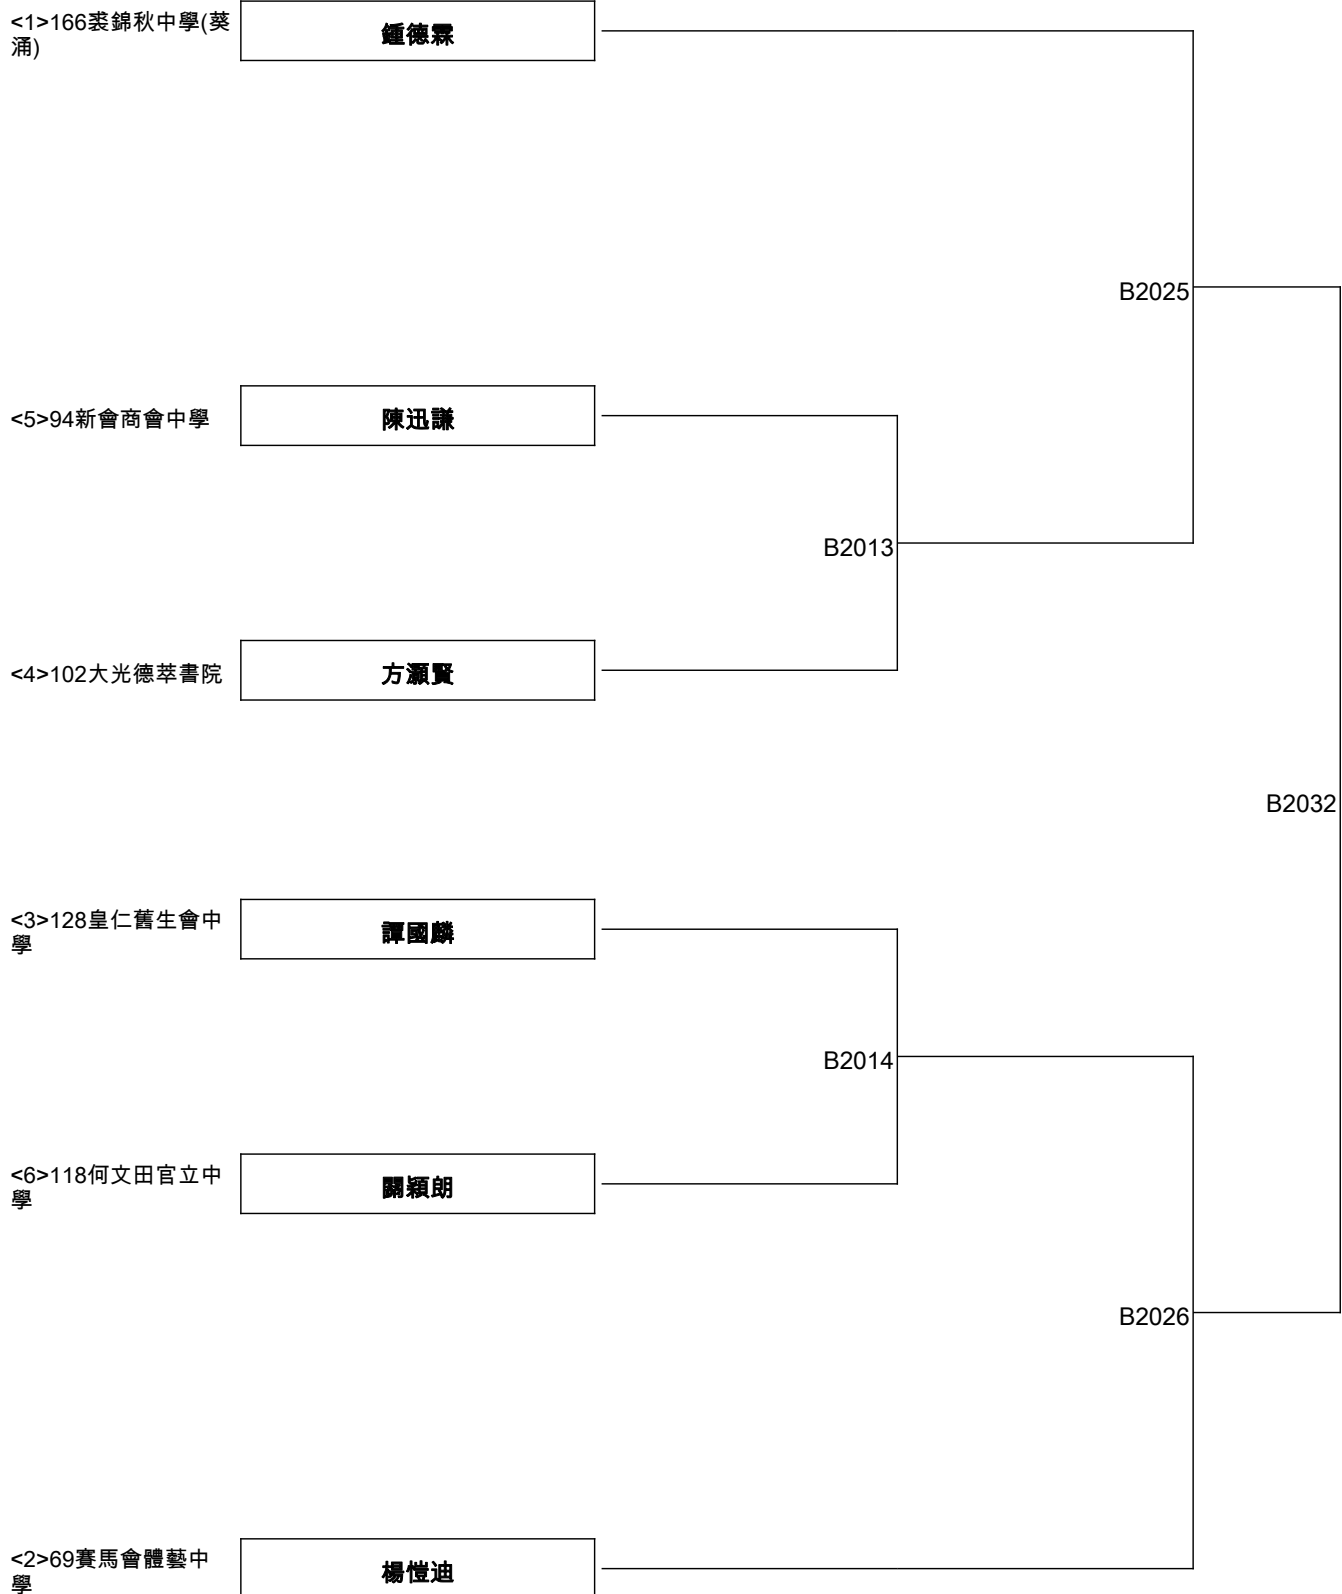 <1>166裘錦秋中學(葵
涌)
鍾德霖
B2025
<5>94新會商會中學
陳迅謙
B2013
<4>102大光德萃書院
方灝賢
B2032
<3>128皇仁舊生會中
學
譚國麟
B2014
<6>118何文田官立中
學
關穎朗
B2026
<2>69賽馬會體藝中
學
楊愷迪